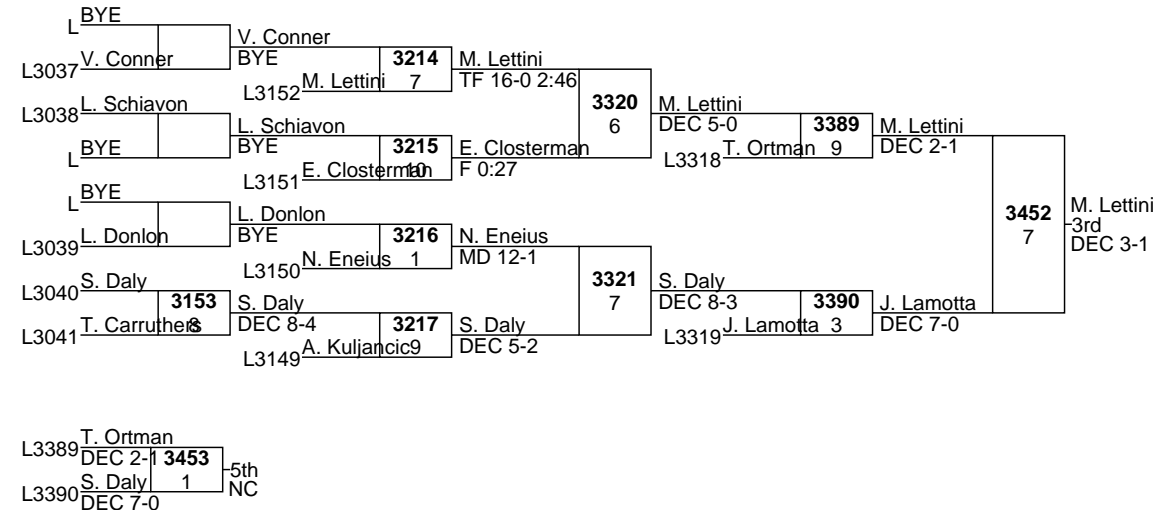 L BYE
L3037 V. Conner
V. Conner
BYE
L3152 M. Lettini
3214
7
M. Lettini
TF 16-0 2:46
L3038 L. Schiavon
L BYE
L. Schiavon
BYE
L3151 E. Closterman
3215
10
E. Closterman
F 0:27
3320
6
M. Lettini
DEC 5-0
L3318 T. Ortman
3389
9
M. Lettini
DEC 2-1
L BYE
L3039 L. Donlon
L. Donlon
BYE
L3150 N. Eneius
3216
1
N. Eneius
MD 12-1
L3040 S. Daly
L3041 T. Carruthers
3153
8
S. Daly
DEC 8-4
L3149 A. Kuljancic
3217
9
S. Daly
DEC 5-2
3321
7
S. Daly
DEC 8-3
L3319 J. Lamotta
3390
3
J. Lamotta
DEC 7-0
3452
7
M. Lettini
3rd
DEC 3-1
L3389 T. Ortman
DEC 2-1
L3390 S. Daly
DEC 7-0
3453
1
5th
NC